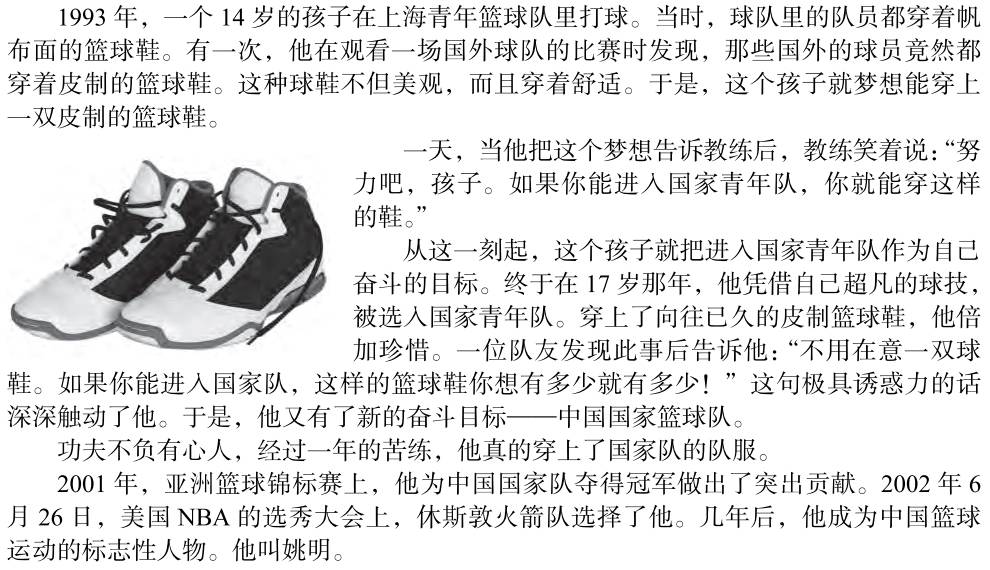 1993 年，一个 14 岁的孩子在上海青年篮球队里打球。当时，球队里的队员都穿着帆
布面的篮球鞋。有一次，他在观看一场国外球队的比赛时发现，那些国外的球员竟然都
穿着皮制的篮球鞋。这种球鞋不但美观，而且穿着舒适。于是，这个孩子就梦想能穿上
一双皮制的篮球鞋。
一天，当他把这个梦想告诉教练后，教练笑着说：“努
力吧，孩子。如果你能进入国家青年队，你就能穿这样
的鞋。”
从这一刻起，这个孩子就把进入国家青年队作为自己
奋斗的目标。终于在 17 岁那年，他凭借自己超凡的球技，
被选入国家青年队。穿上了向往已久的皮制篮球鞋，他倍
加珍惜。一位队友发现此事后告诉他：“不用在意一双球
鞋。如果你能进入国家队，这样的篮球鞋你想有多少就有多少！”这句极具诱惑力的话
深深触动了他。于是，他又有了新的奋斗目标——中国国家篮球队。
功夫不负有心人，经过一年的苦练，他真的穿上了国家队的队服。
2001 年，亚洲篮球锦标赛上，他为中国国家队夺得冠军做出了突出贡献。2002 年 6
月 26 日，美国 NBA 的选秀大会上，休斯敦火箭队选择了他。几年后，他成为中国篮球
运动的标志性人物。他叫姚明。